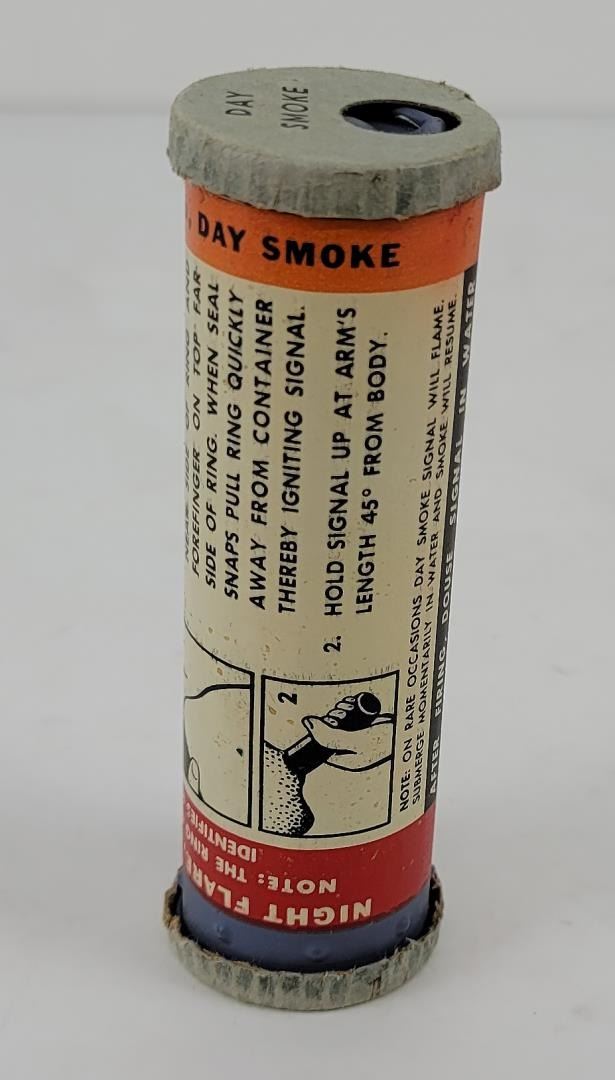 DAY
SMOKE
, DAY SMOKE
FOREFINGER ON TOP FAR
SIDE OF RING. WHEN SEAL
SNAPS PULL RING QUICKLY
AWAY FROM CONTAINER
THEREBY IGNITING SIGNAL.
2. HOLD SIGNAL UP AT ARM'S
LENGTH 45° FROM BODY.
NOTE: ON RARE OCCASIONS DAY SMOKE SIGNAL WILL FLAME.
SUBMERGE MOMENTARILY IN WATER AND SMOKE WILL RESUME.
AFTER FIRING, DOUSE SIGNAL IN WATER
2
NIGHT FLARE
NOTE: THE RING
IDENTIFIES